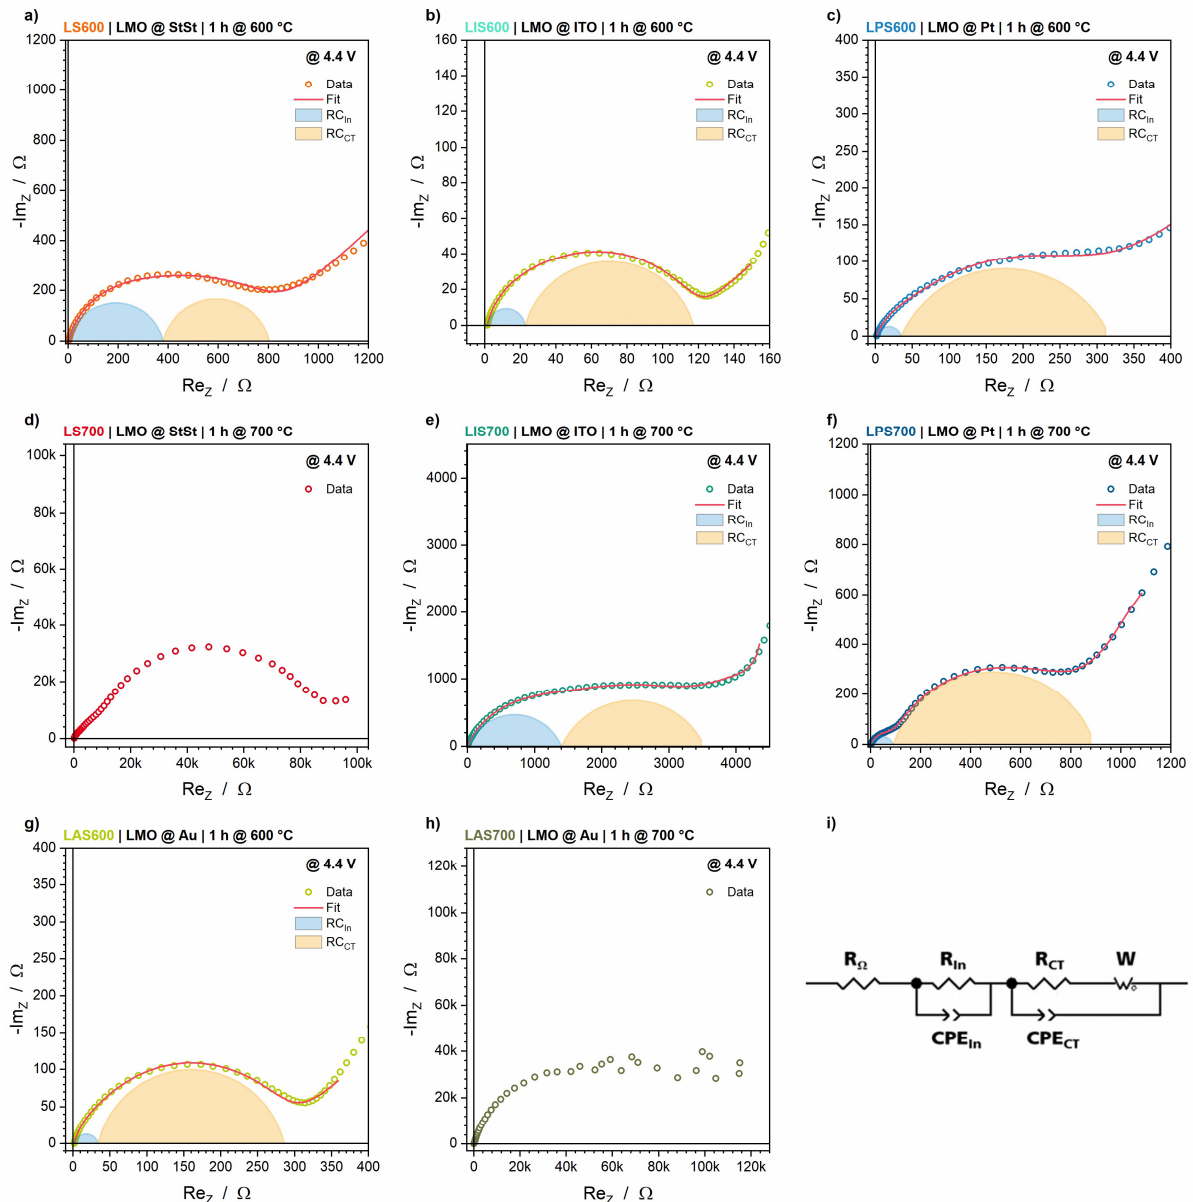 a)
LS600 | LMO @ StSt | 1 h @ 600 °C
1200
1000
800
600
400
200
0
-Im_Z / Ω
@ 4.4 V
Data
Fit
RC_In
RC_CT
0 200 400 600 800 1000 1200
Re_Z / Ω
b)
LIS600 | LMO @ ITO | 1 h @ 600 °C
160
140
120
100
80
60
40
20
0
-Im_Z / Ω
@ 4.4 V
Data
Fit
RC_In
RC_CT
0 20 40 60 80 100 120 140 160
Re_Z / Ω
c)
LPS600 | LMO @ Pt | 1 h @ 600 °C
400
350
300
250
200
150
100
50
0
-Im_Z / Ω
@ 4.4 V
Data
Fit
RC_In
RC_CT
0 50 100 150 200 250 300 350 400
Re_Z / Ω
d)
LS700 | LMO @ StSt | 1 h @ 700 °C
100k
80k
60k
40k
20k
0
-Im_Z / Ω
@ 4.4 V
Data
0 20k 40k 60k 80k 100k
Re_Z / Ω
e)
LIS700 | LMO @ ITO | 1 h @ 700 °C
4000
3000
2000
1000
0
-Im_Z / Ω
@ 4.4 V
Data
Fit
RC_In
RC_CT
0 1000 2000 3000 4000
Re_Z / Ω
f)
LPS700 | LMO @ Pt | 1 h @ 700 °C
1200
1000
800
600
400
200
0
-Im_Z / Ω
@ 4.4 V
Data
Fit
RC_In
RC_CT
0 200 400 600 800 1000 1200
Re_Z / Ω
g)
LAS600 | LMO @ Au | 1 h @ 600 °C
400
350
300
250
200
150
100
50
0
-Im_Z / Ω
@ 4.4 V
Data
Fit
RC_In
RC_CT
0 50 100 150 200 250 300 350 400
Re_Z / Ω
h)
LAS700 | LMO @ Au | 1 h @ 700 °C
120k
100k
80k
60k
40k
20k
0
-Im_Z / Ω
@ 4.4 V
Data
0 20k 40k 60k 80k 100k 120k
Re_Z / Ω
i)
R_Ω R_In R_CT W
o
CPE_In CPE_CT